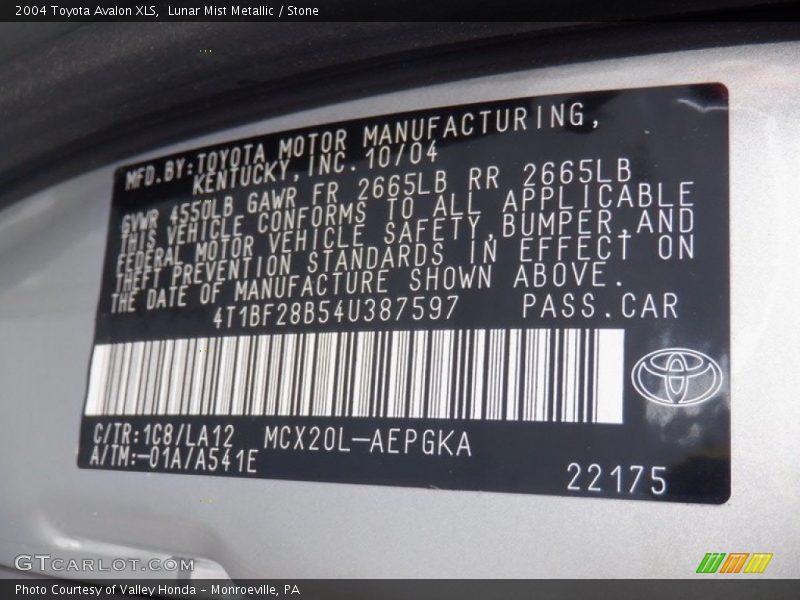 2004 Toyota Avalon XLS,  Lunar Mist Metallic / Stone
MFD.BY:TOYOTA MOTOR MANUFACTURING,
KENTUCKY,INC. 10/04
GVWR 4550LB GAWR FR 2665LB RR 2665LB
THIS VEHICLE CONFORMS TO ALL APPLICABLE
FEDERAL MOTOR VEHICLE SAFETY,BUMPER,AND
THEFT PREVENTION STANDARDS IN EFFECT ON
THE DATE OF MANUFACTURE SHOWN ABOVE.
4T1BF28B54U387597 PASS.CAR
C/TR:1C8/LA12 MCX20L-AEPGKA
A/TM:-01A/A541E
22175
GTCARLOT.COM
Photo Courtesy of Valley Honda - Monroeville, PA